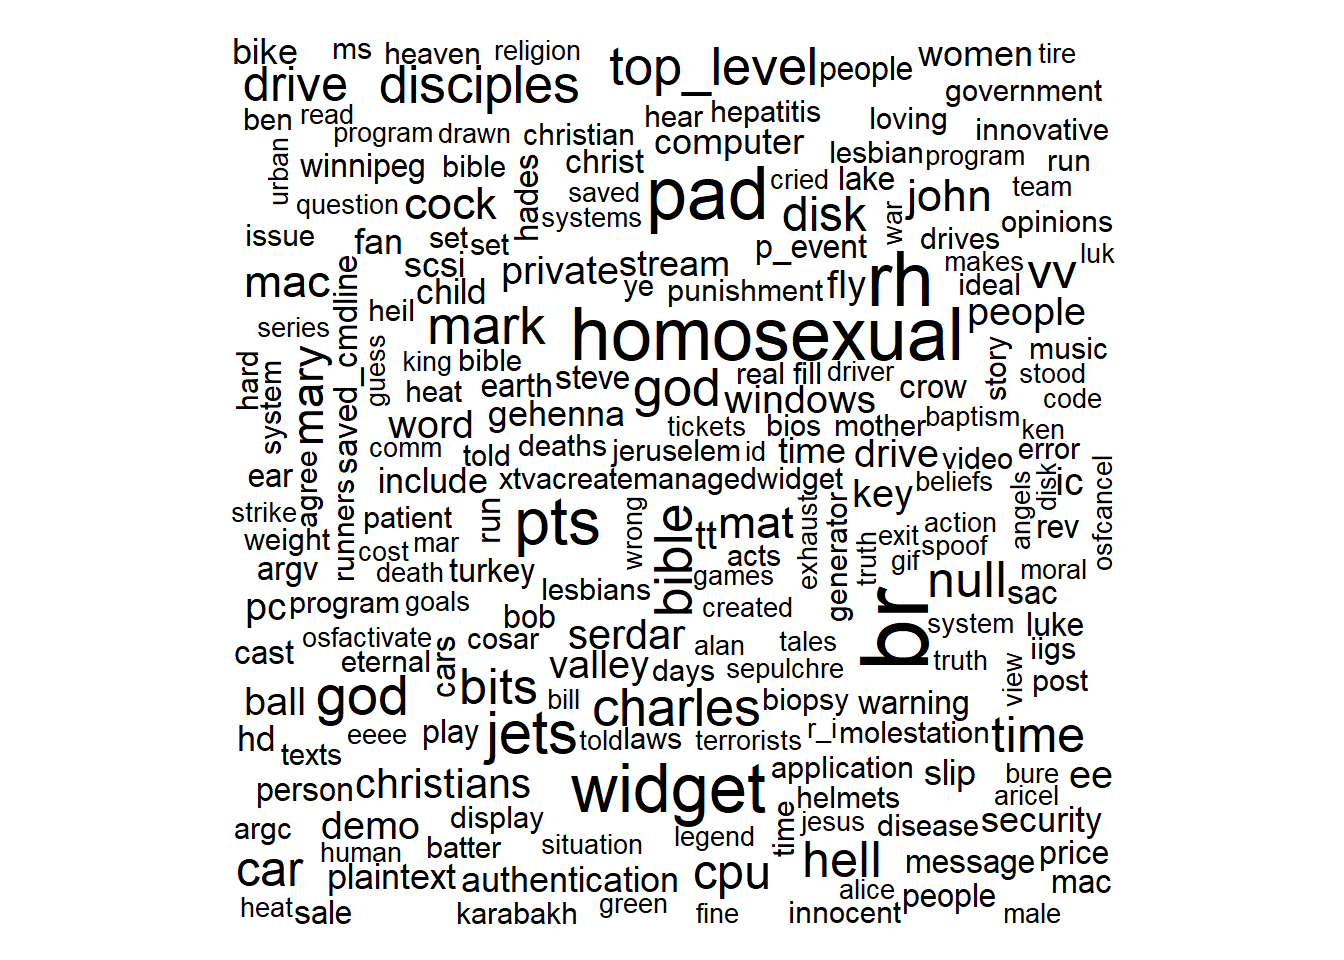 bike ms heaven religion top_level people women tire
drive disciples government
ben read program drawn christian hear hepatitis computer loving innovative
urban winnipeg bible hades christ lesbian program run
question cock saved systems pad cried lake disk war john team opinions
issue fan set set scsi private stream p_event drives luk
mac saved_cmdline child ye punishment fly rh makes ideal vv
series heil mark homosexual people
hard system mary guess king bible heat earth steve god real fill driver windows crow story music stood code
word gehenna tickets bios mother baptism ken
comm told deaths jeruselem id time drive video error
ear agree runners include xtvacreatemanagedwidget key beliefs angels disk ic osfcancel
strike patient run pts wrong bible tt mat exhaust generator truth exit action rev
weight cost mar acts gif spoof
argv death turkey lesbians games null moral
pc program goals bob created br sac
osfactivate cosar serdar alan tales system luke
cast eternal cars valley days sepulchre truth view iigs
ball god bits bill charles biopsy warning post
hd texts eeee play jets told laws terrorists r_i molestation time
person christians widget application slip bure ee
helmets aricel
argc demo display legend time jesus disease security
human batter situation
car plaintext authentication cpu hell message price
alice people mac
heat sale karabakh green fine innocent male